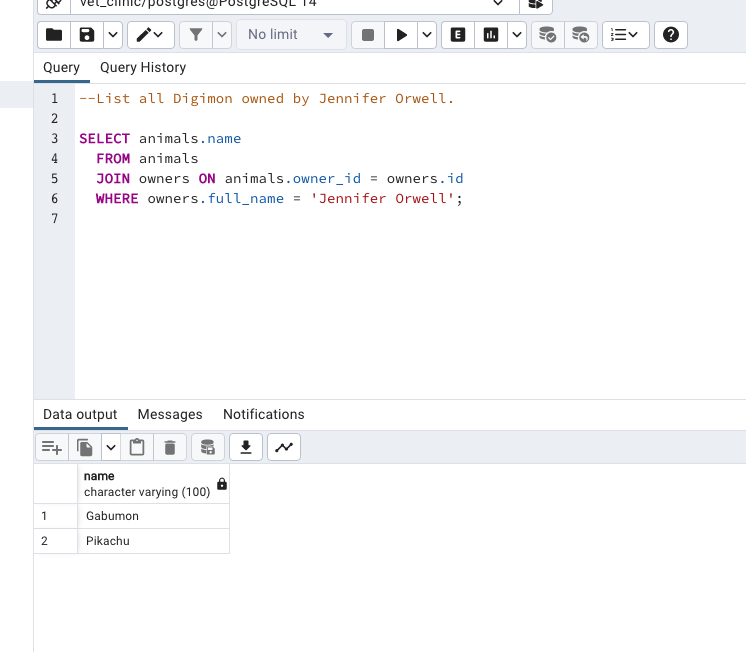 vet_clinic/postgres@PostgreSQL 14
No limit
E
Query Query History
1 --List all Digimon owned by Jennifer Orwell.
2
3 SELECT animals.name
4 FROM animals
5 JOIN owners ON animals.owner_id = owners.id
6 WHERE owners.full_name = 'Jennifer Orwell';
7
Data output Messages Notifications
name
character varying (100)
1 Gabumon
2 Pikachu